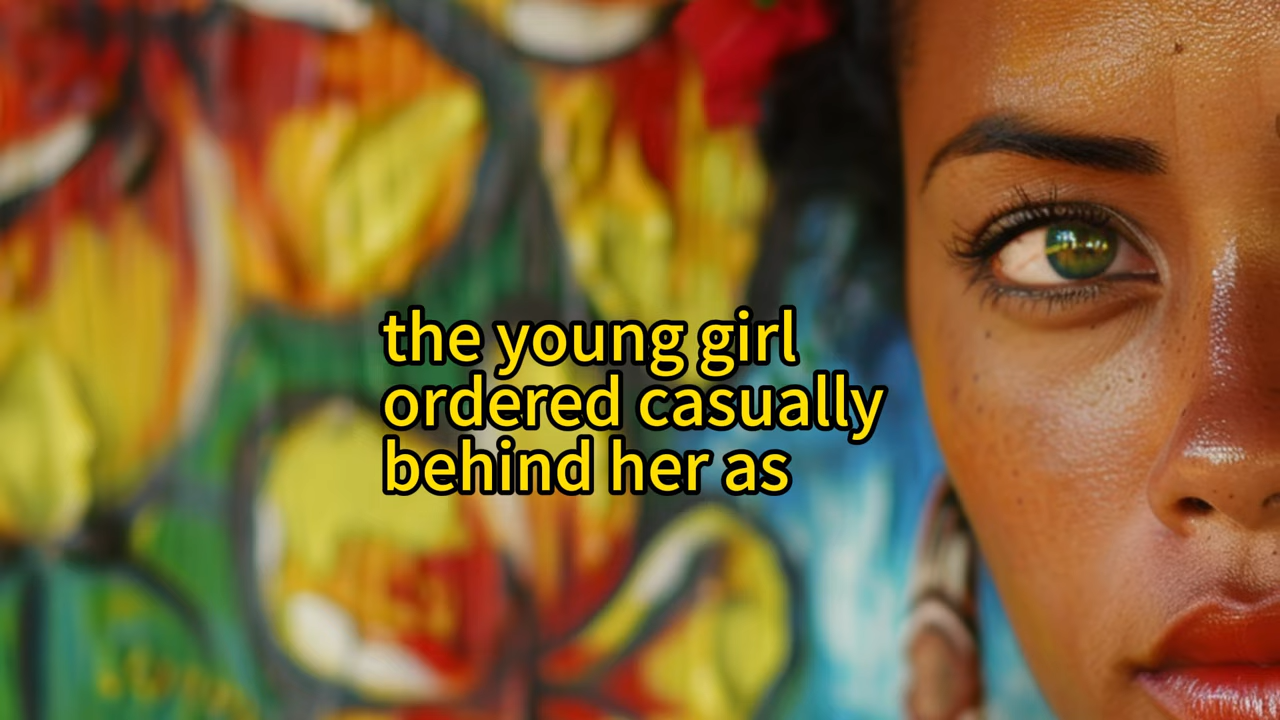 the young girl
ordered casually
behind her as